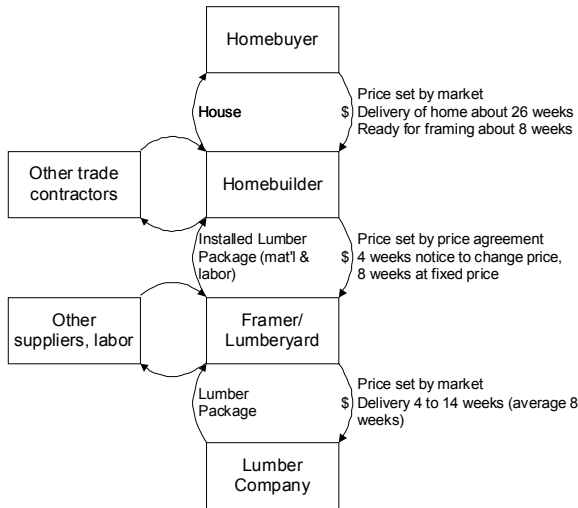 Homebuyer
House
$
Price set by market
Delivery of home about 26 weeks
Ready for framing about 8 weeks
Other trade
contractors
Homebuilder
Installed Lumber
Package (mat'l &
labor)
$
Price set by price agreement
4 weeks notice to change price,
8 weeks at fixed price
Other
suppliers, labor
Framer/
Lumberyard
Lumber
Package
$
Price set by market
Delivery 4 to 14 weeks (average 8
weeks)
Lumber
Company